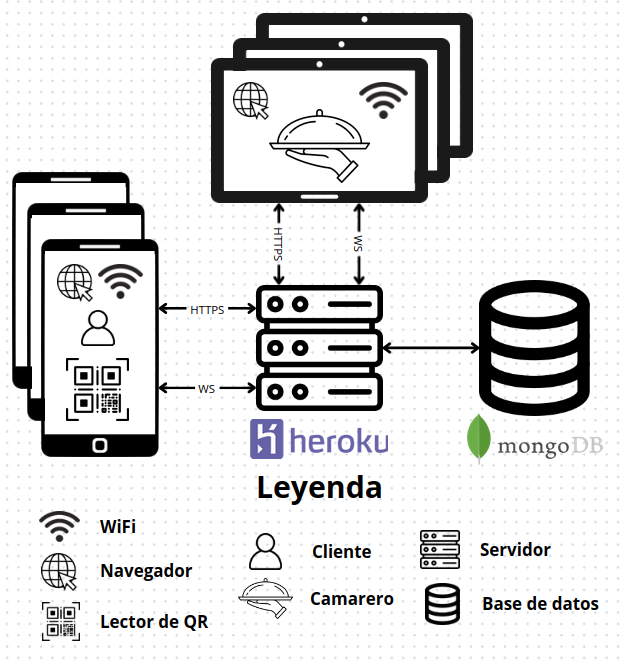 HTTPS
WS
HTTPS
WS
heroku
mongoDB
Leyenda
WiFi
Navegador
Lector de QR
Cliente
Camarero
Servidor
Base de datos